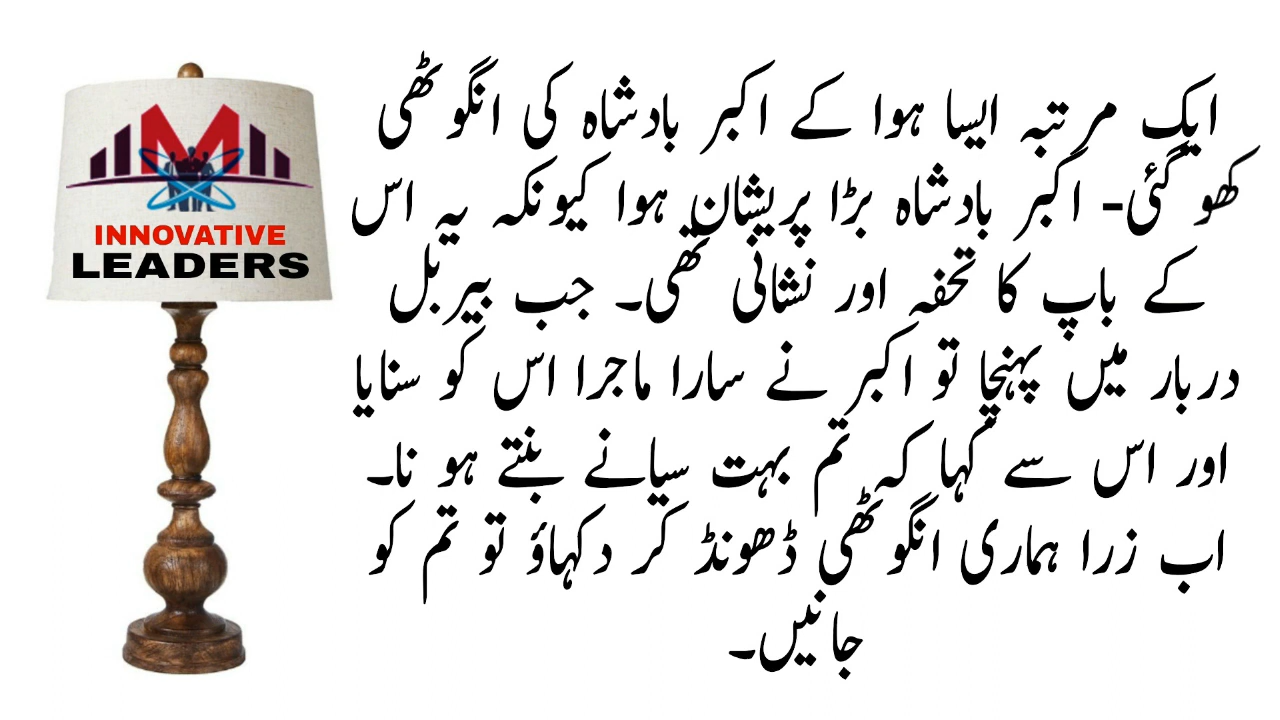 INNOVATIVE
LEADERS
ایک مرتبہ ایسا ہوا کے اکبر بادشاہ کی انگوٹھی
کھو گئی- اکبر بادشاہ بڑا پریشان ہوا کیونکہ یہ اس
کے باپ کا تحفہ اور نشانی تھی۔ جب بیربل
دربار میں پہنچا تو اکبر نے سارا ماجرا اس کو سنایا
اور اس سے کہا کہ تم بہت سیانے بنتے ہو نا۔
اب زرا ہماری انگوٹھی ڈھونڈ کر دکہاؤ تو تم کو
جانیں۔